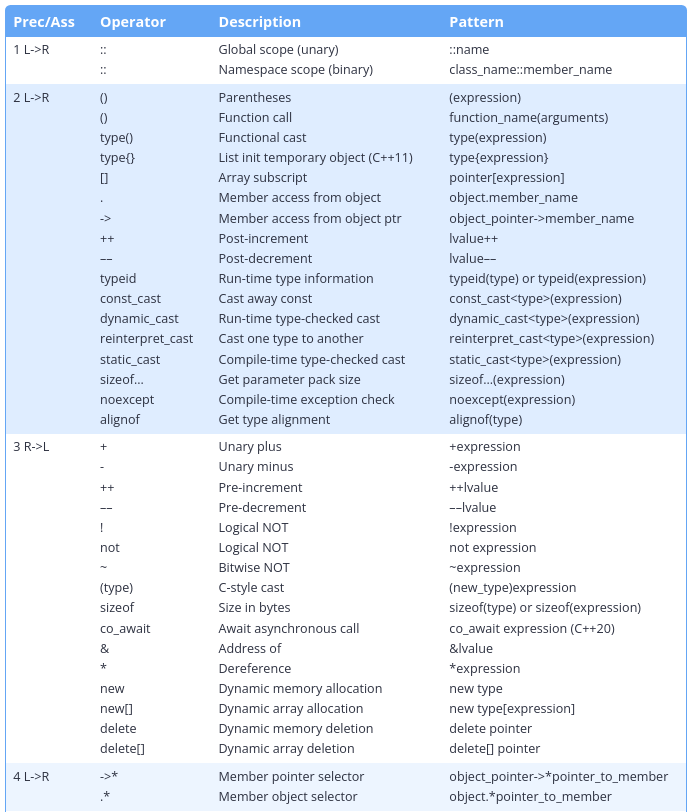 Prec/Ass Operator Description Pattern
1 L->R :: Global scope (unary) ::name
:: Namespace scope (binary) class_name::member_name
2 L->R () Parentheses (expression)
() Function call function_name(arguments)
type() Functional cast type(expression)
type{} List init temporary object (C++11) type{expression}
[] Array subscript pointer[expression]
. Member access from object object.member_name
-> Member access from object ptr object_pointer->member_name
++ Post-increment lvalue++
–– Post-decrement lvalue––
typeid Run-time type information typeid(type) or typeid(expression)
const_cast Cast away const const_cast<type>(expression)
dynamic_cast Run-time type-checked cast dynamic_cast<type>(expression)
reinterpret_cast Cast one type to another reinterpret_cast<type>(expression)
static_cast Compile-time type-checked cast static_cast<type>(expression)
sizeof… Get parameter pack size sizeof…(expression)
noexcept Compile-time exception check noexcept(expression)
alignof Get type alignment alignof(type)
3 R->L + Unary plus +expression
- Unary minus -expression
++ Pre-increment ++lvalue
–– Pre-decrement ––lvalue
! Logical NOT !expression
not Logical NOT not expression
~ Bitwise NOT ~expression
(type) C-style cast (new_type)expression
sizeof Size in bytes sizeof(type) or sizeof(expression)
co_await Await asynchronous call co_await expression (C++20)
& Address of &lvalue
* Dereference *expression
new Dynamic memory allocation new type
new[] Dynamic array allocation new type[expression]
delete Dynamic memory deletion delete pointer
delete[] Dynamic array deletion delete[] pointer
4 L->R ->* Member pointer selector object_pointer->*pointer_to_member
.* Member object selector object.*pointer_to_member